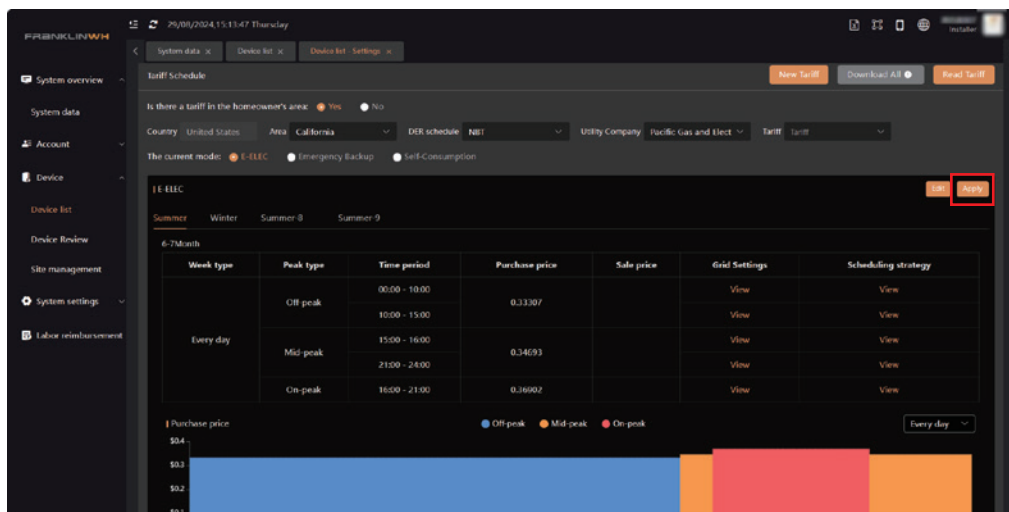 FRANKLINWH
29/08/2024,15:13:47 Thursday
Installer
System data × Device list × Device list - Settings ×
System overview
System data
Account
Device
Device list
Device Review
Site management
System settings
Labor reimbursement
Tariff Schedule New Tariff Download All Read Tariff
Is there a tariff in the homeowner's area: Yes No
Country United States Area California DER schedule Utility Company Pacific Gas and Elect Tariff Tariff
The current mode: E-ELEC Emergency Backup Self-Consumption
E-ELEC Edit Apply
Summer Winter Summer-8 Summer-9
6-7Month
Week type Peak type Time period Purchase price Sale price Grid Settings Scheduling strategy
Every day
Off-peak 00:00 - 10:00 0.33307 View View
10:00 - 15:00 View View
Mid-peak 15:00 - 16:00 0.34693 View View
21:00 - 24:00 View View
On-peak 16:00 - 21:00 0.36902 View View
Purchase price Off-peak Mid-peak On-peak Every day
$0.4
$0.3
$0.2
$0.1